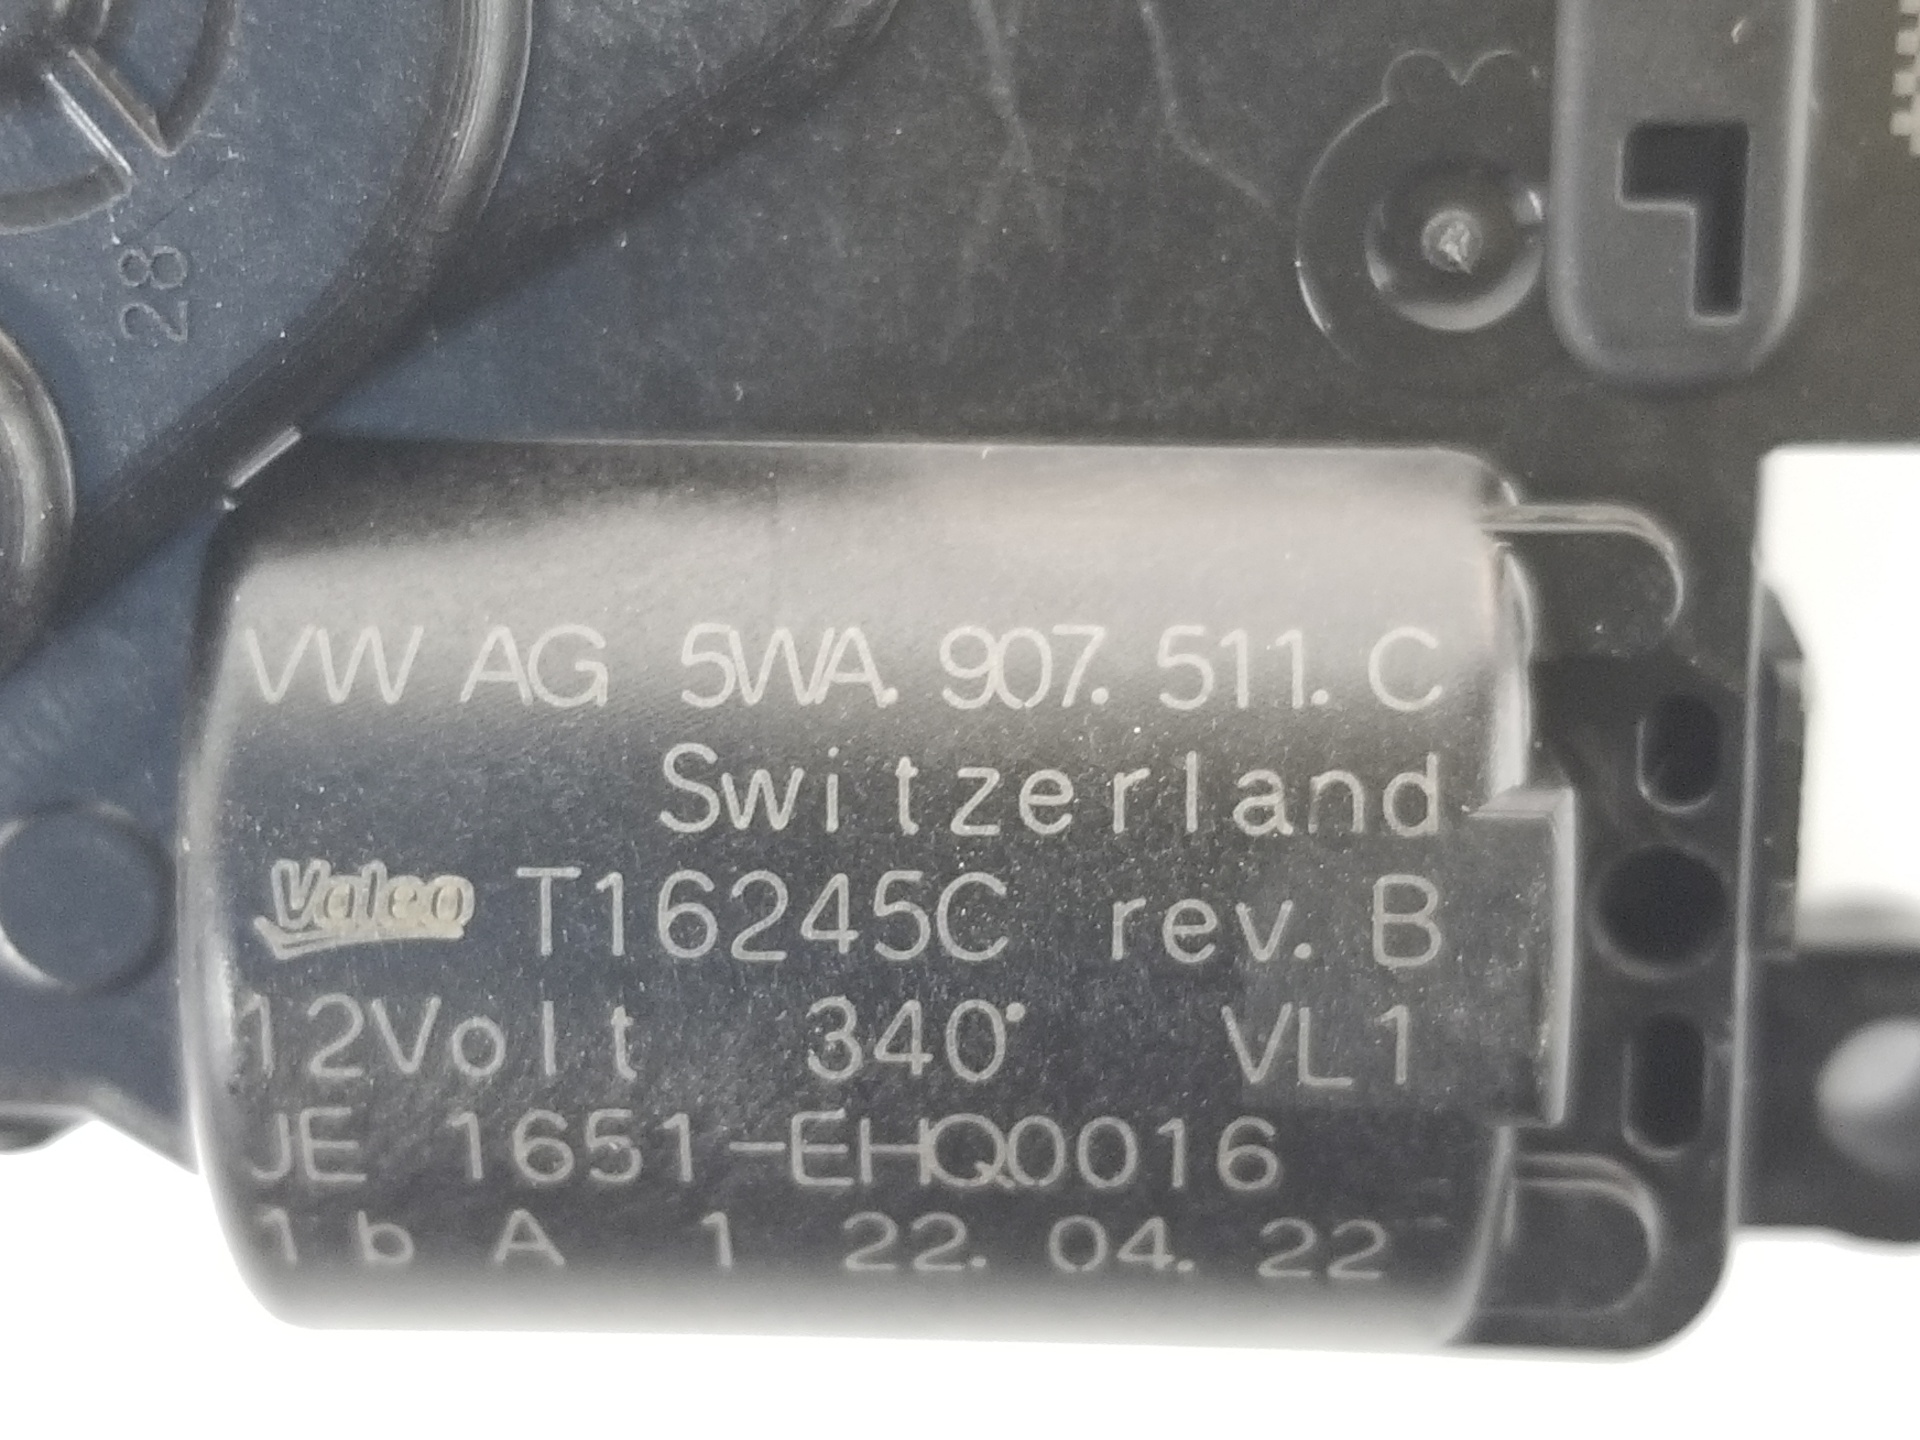 28
VW AG 5WA. 907. 511. C
Switzerland
Valeo T16245C rev. B
12Volt 340° VL1
JE 1651-EHQ0016
1 b A 1 22. 04. 22